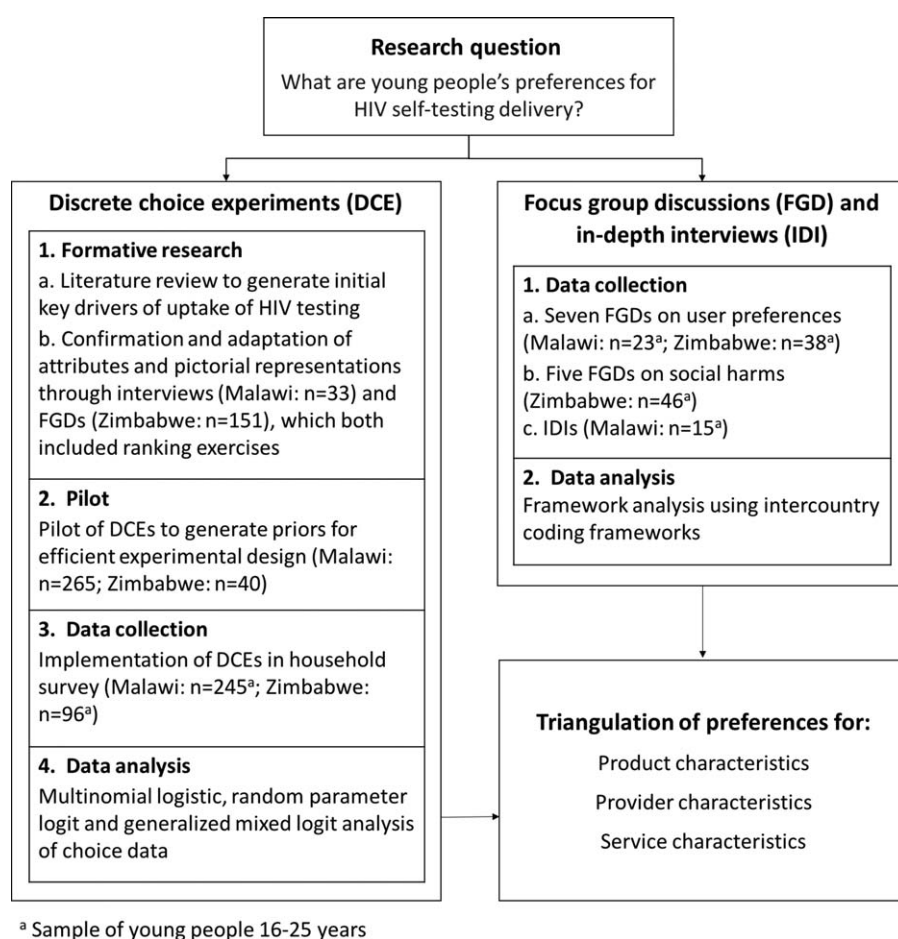 Research question
What are young people's preferences for
HIV self-testing delivery?
Discrete choice experiments (DCE)
1. Formative research
a. Literature review to generate initial
key drivers of uptake of HIV testing
b. Confirmation and adaptation of
attributes and pictorial representations
through interviews (Malawi: n=33) and
FGDs (Zimbabwe: n=151), which both
included ranking exercises
2. Pilot
Pilot of DCEs to generate priors for
efficient experimental design (Malawi:
n=265; Zimbabwe: n=40)
3. Data collection
Implementation of DCEs in household
survey (Malawi: n=245ᵃ; Zimbabwe:
n=96ᵃ)
4. Data analysis
Multinomial logistic, random parameter
logit and generalized mixed logit analysis
of choice data
Focus group discussions (FGD) and
in-depth interviews (IDI)
1. Data collection
a. Seven FGDs on user preferences
(Malawi: n=23ᵃ; Zimbabwe: n=38ᵃ)
b. Five FGDs on social harms
(Zimbabwe: n=46ᵃ)
c. IDIs (Malawi: n=15ᵃ)
2. Data analysis
Framework analysis using intercountry
coding frameworks
Triangulation of preferences for:
Product characteristics
Provider characteristics
Service characteristics
ᵃ Sample of young people 16-25 years